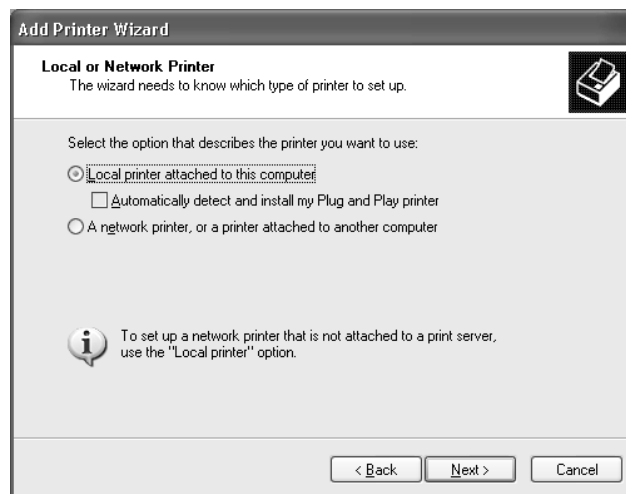 Add Printer Wizard
Local or Network Printer
The wizard needs to know which type of printer to set up.
Select the option that describes the printer you want to use:
Local printer attached to this computer
Automatically detect and install my Plug and Play printer
A network printer, or a printer attached to another computer
To set up a network printer that is not attached to a print server,
use the "Local printer" option.
< Back
Next >
Cancel